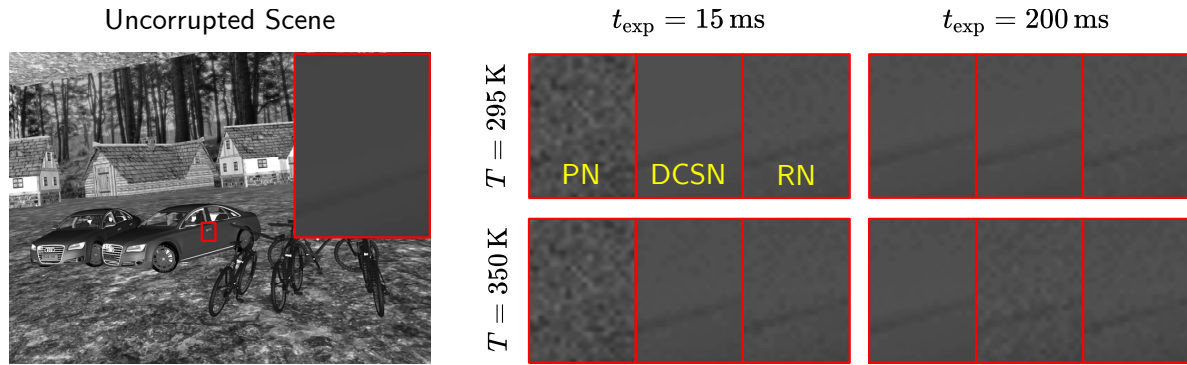 Uncorrupted Scene
t_exp = 15 ms
t_exp = 200 ms
T = 295 K
PN
DCSN
RN
T = 350 K